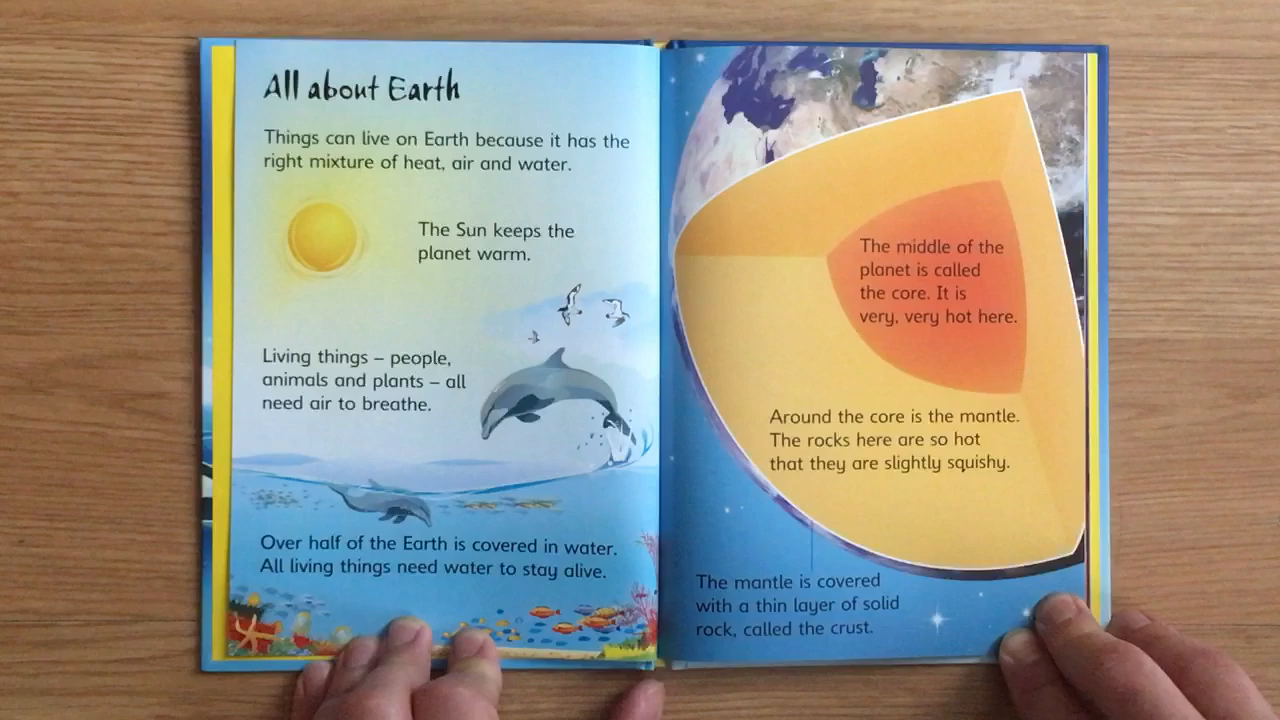 All about Earth
Things can live on Earth because it has the
right mixture of heat, air and water.
The Sun keeps the
planet warm.
Living things – people,
animals and plants – all
need air to breathe.
Over half of the Earth is covered in water.
All living things need water to stay alive.
The middle of the
planet is called
the core. It is
very, very hot here.
Around the core is the mantle.
The rocks here are so hot
that they are slightly squishy.
The mantle is covered
with a thin layer of solid
rock, called the crust.